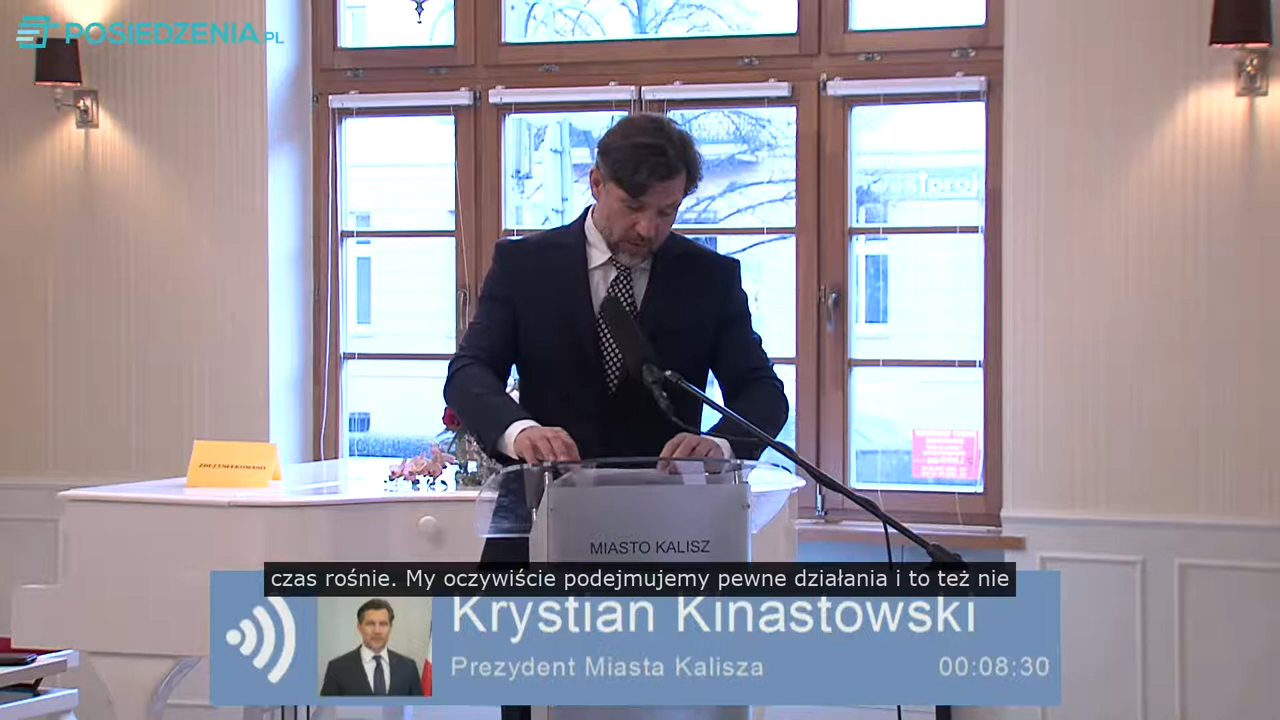 POSIEDZENIA.PL
MIASTO KALISZ
czas rośnie. My oczywiście podejmujemy pewne działania i to też nie
Krystian Kinastowski
Prezydent Miasta Kalisza
00:08:30